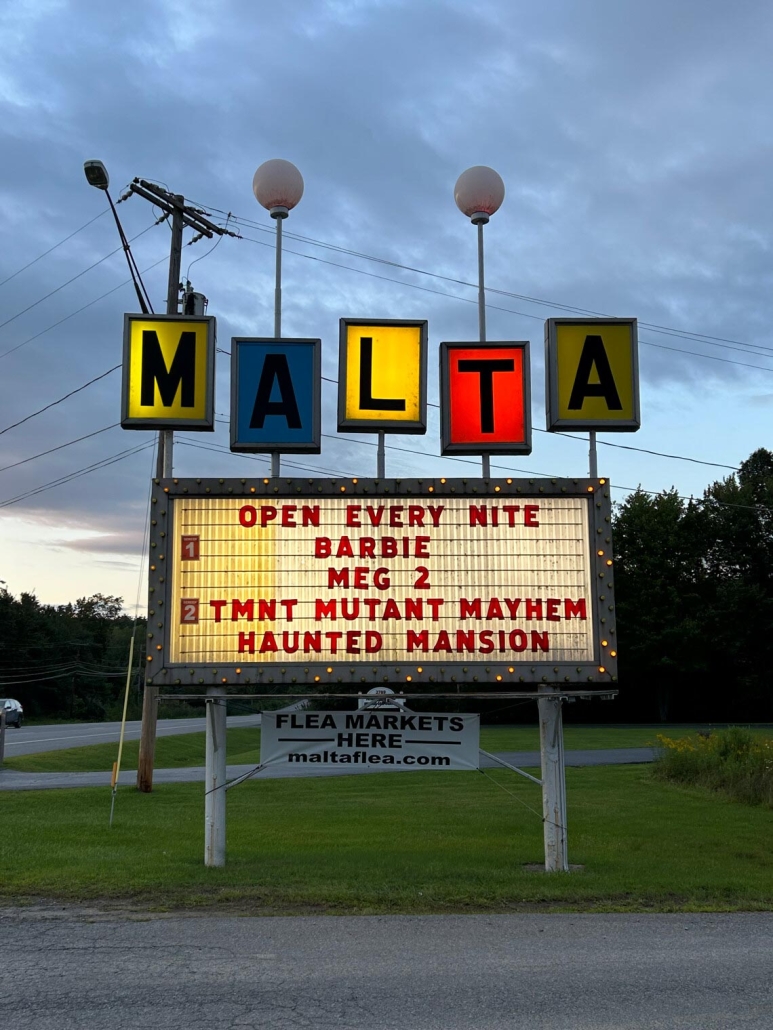 MALTA
OPEN EVERY NITE
1 BARBIE
MEG 2
2 TMNT MUTANT MAYHEM
HAUNTED MANSION
FLEA MARKETS
HERE
maltaflea.com